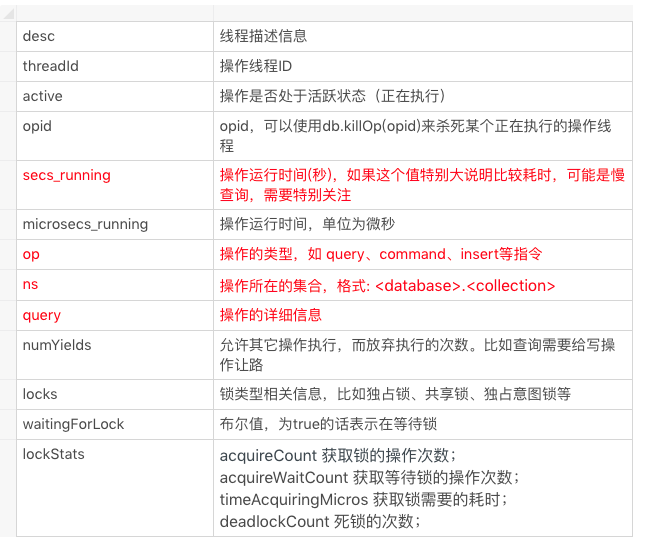 desc
线程描述信息
threadId
操作线程ID
active
操作是否处于活跃状态（正在执行）
opid
opid，可以使用db.killOp(opid)来杀死某个正在执行的操作线
程
secs_running
操作运行时间(秒)，如果这个值特别大说明比较耗时，可能是慢
查询，需要特别关注
microsecs_running
操作运行时间，单位为微秒
op
操作的类型，如 query、command、insert等指令
ns
操作所在的集合，格式: <database>.<collection>
query
操作的详细信息
numYields
允许其它操作执行，而放弃执行的次数。比如查询需要给写操
作让路
locks
锁类型相关信息，比如独占锁、共享锁、独占意图锁等
waitingForLock
布尔值，为true的话表示在等待锁
lockStats
acquireCount 获取锁的操作次数；
acquireWaitCount 获取等待锁的操作次数；
timeAcquiringMicros 获取锁需要的耗时；
deadlockCount 死锁的次数；